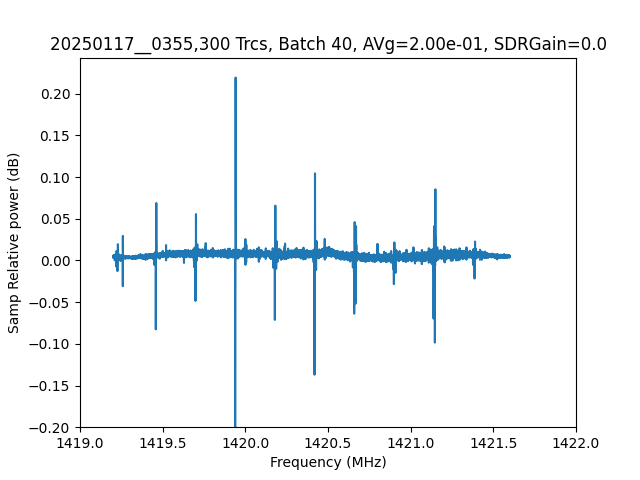 20250117__0355,300 Trcs, Batch 40, AVg=2.00e-01, SDRGain=0.0
Samp Relative power (dB)
0.20
0.15
0.10
0.05
0.00
−0.05
−0.10
−0.15
−0.20
1419.0 1419.5 1420.0 1420.5 1421.0 1421.5 1422.0
Frequency (MHz)